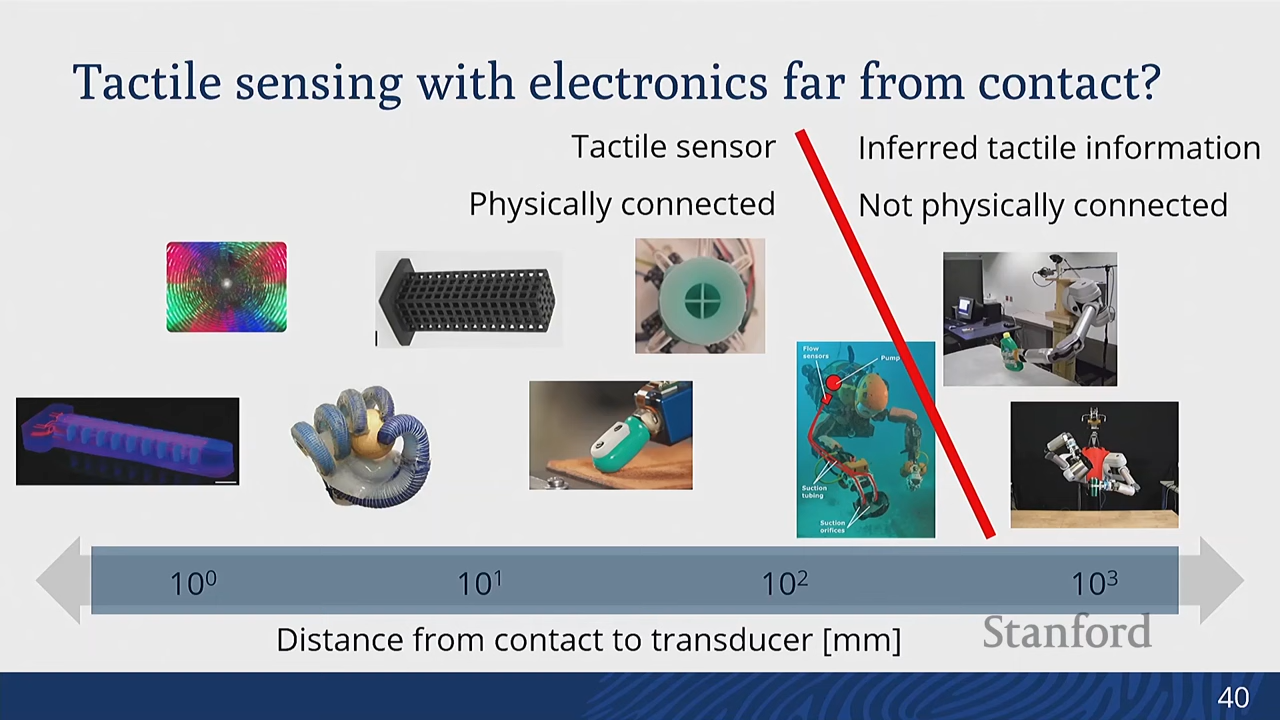 Tactile sensing with electronics far from contact?
Tactile sensor
Inferred tactile information
Physically connected
Not physically connected
Flow
sensors
Pump
Suction
tubing
Suction
orifices
10⁰
10¹
10²
10³
Distance from contact to transducer [mm]
Stanford
40